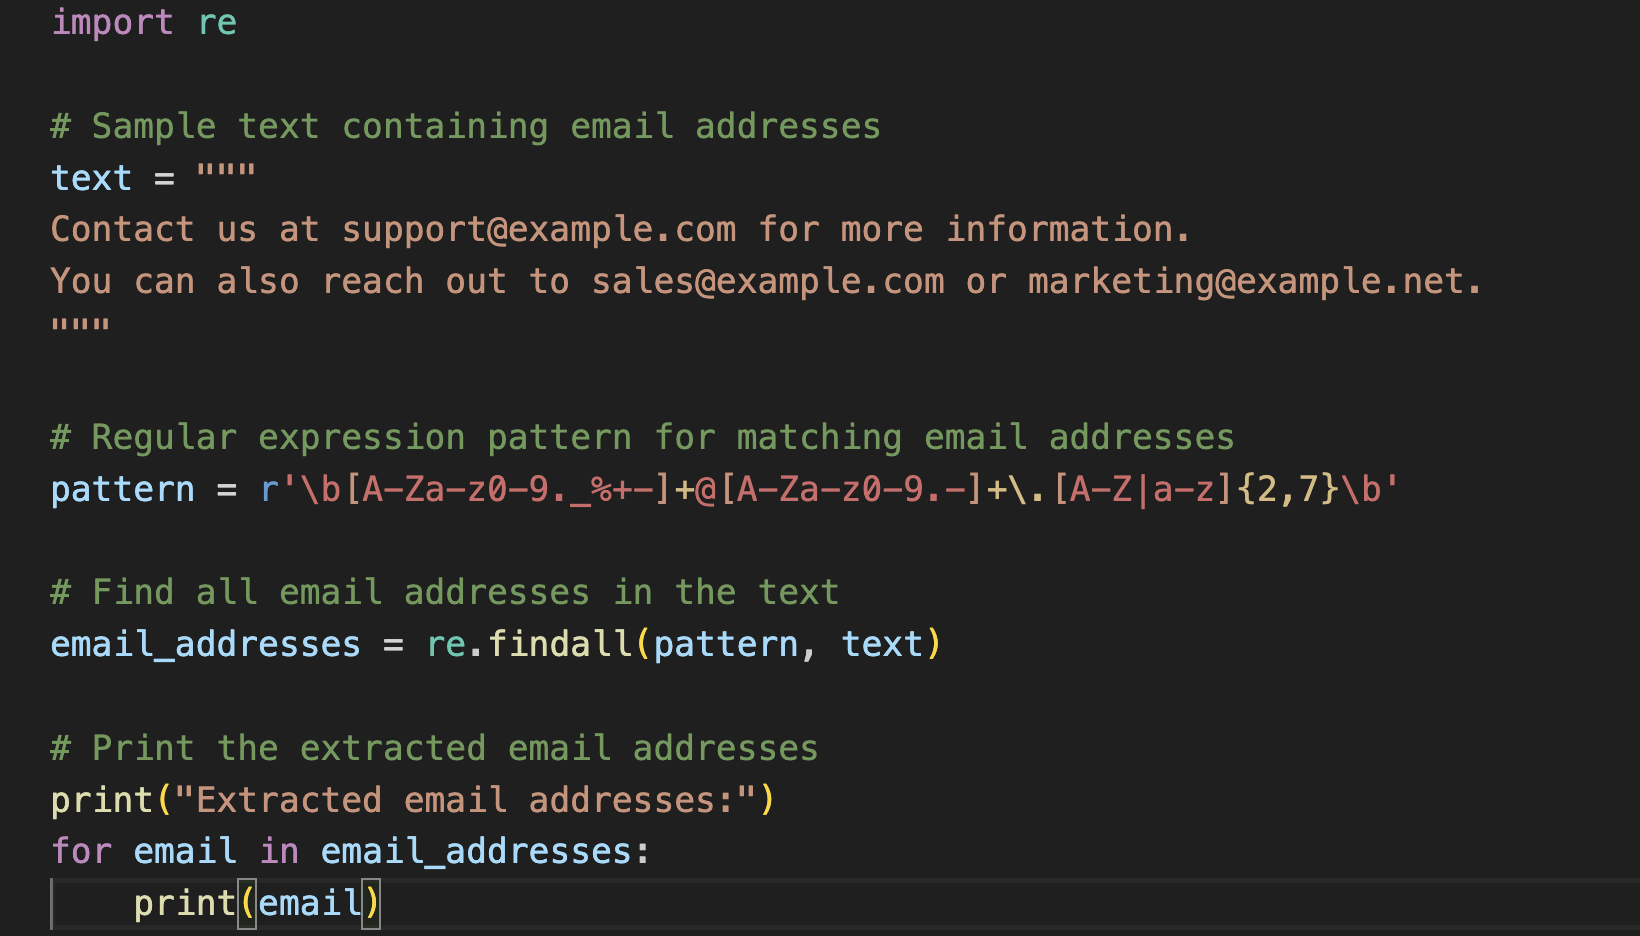 import re
# Sample text containing email addresses
text = """
Contact us at support@example.com for more information.
You can also reach out to sales@example.com or marketing@example.net.
"""
# Regular expression pattern for matching email addresses
pattern = r'\b[A-Za-z0-9._%+-]+@[A-Za-z0-9.-]+\.[A-Z|a-z]{2,7}\b'
# Find all email addresses in the text
email_addresses = re.findall(pattern, text)
# Print the extracted email addresses
print("Extracted email addresses:")
for email in email_addresses:
    print(email)